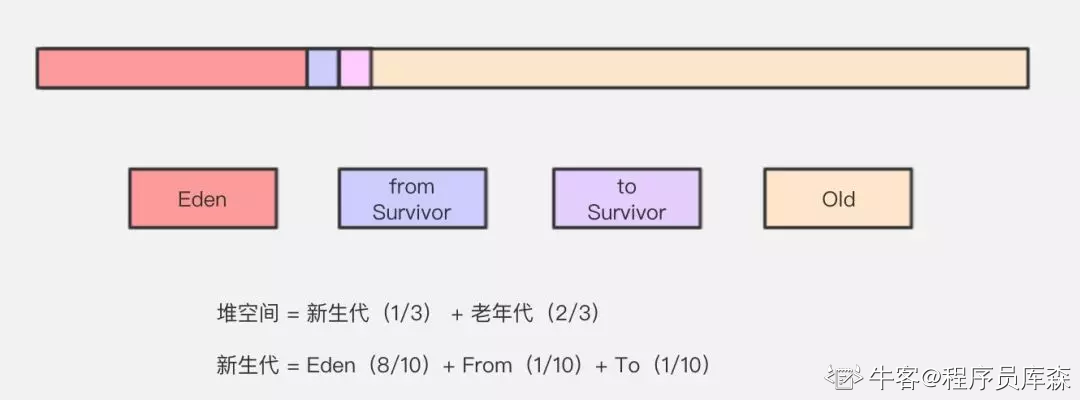 Eden
from
Survivor
to
Survivor
Old
堆空间 = 新生代（1/3） + 老年代（2/3）
新生代 = Eden（8/10）+ From（1/10）+ To（1/10）
牛客@程序员库森